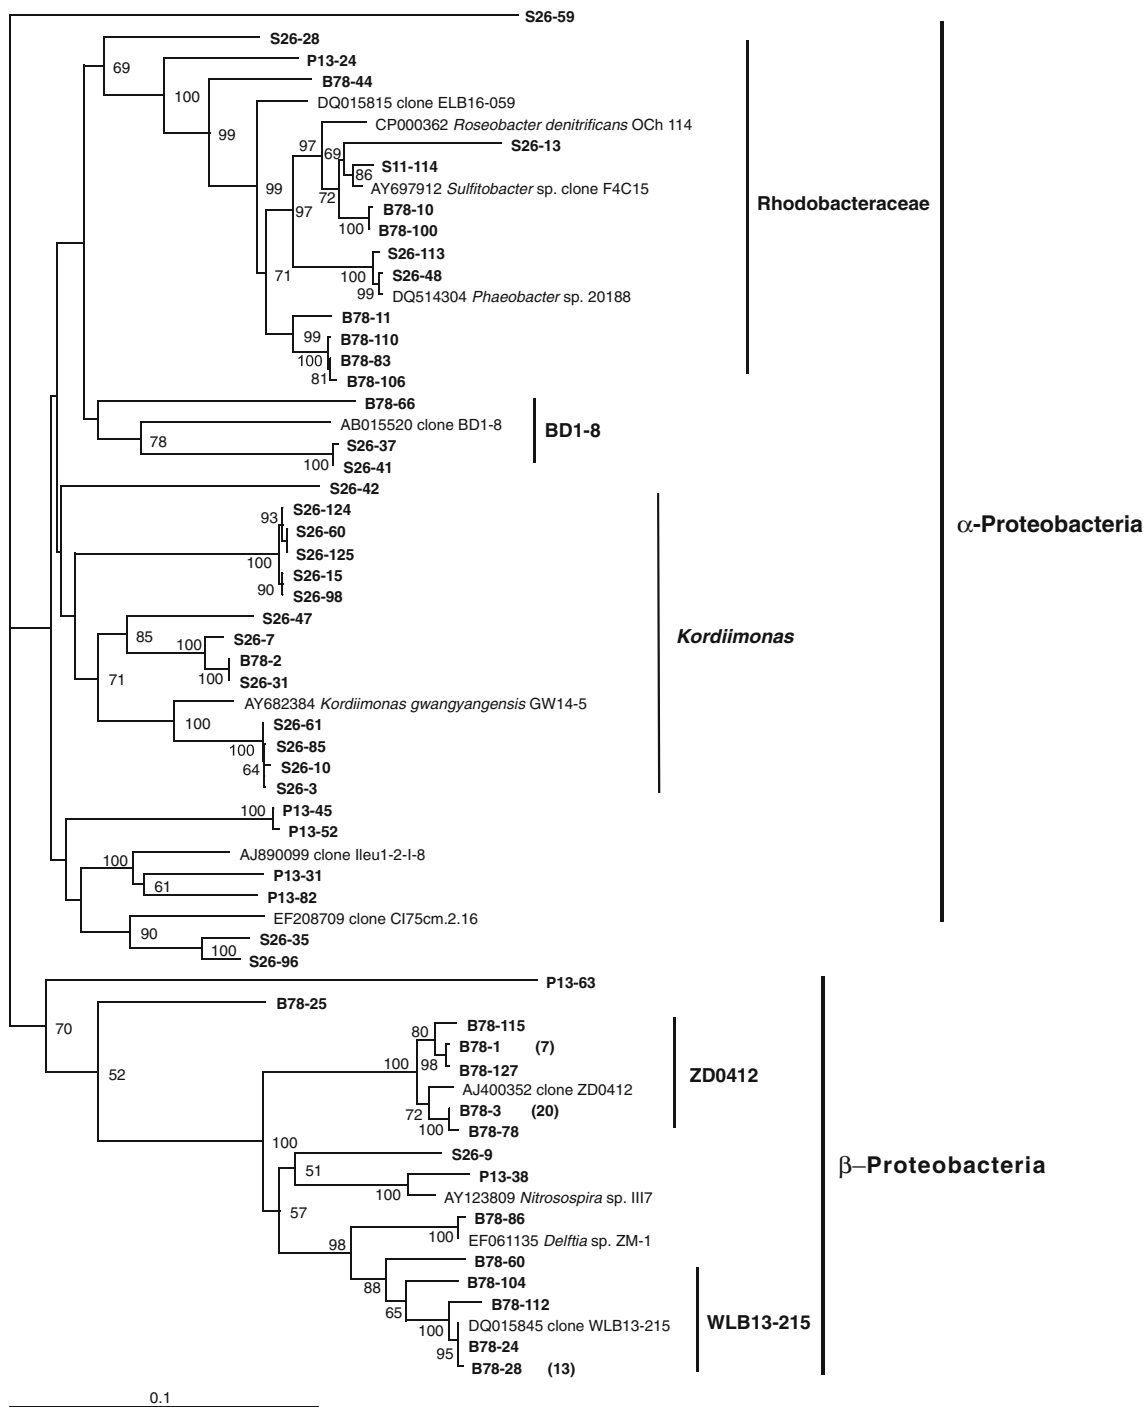 S26-59
S26-28
69
P13-24
100
B78-44
DQ015815 clone ELB16-059
99
CP000362 Roseobacter denitrificans OCh 114
97
69
S26-13
S11-114
86
99
AY697912 Sulfitobacter sp. clone F4C15
72
Rhodobacteraceae
97
B78-10
100
B78-100
S26-113
71
100
S26-48
99
DQ514304 Phaeobacter sp. 20188
B78-11
99
B78-110
100
B78-83
81
B78-106
B78-66
AB015520 clone BD1-8
BD1-8
78
S26-37
100
S26-41
S26-42
S26-124
93
S26-60
α-Proteobacteria
S26-125
100
S26-15
90
S26-98
S26-47
85
S26-7
100
Kordiimonas
B78-2
71
100
S26-31
AY682384 Kordiimonas gwangyangensis GW14-5
100
S26-61
100
S26-85
64
S26-10
S26-3
100
P13-45
P13-52
AJ890099 clone lleu1-2-I-8
100
P13-31
61
P13-82
EF208709 clone CI75cm.2.16
90
S26-35
100
S26-96
P13-63
B78-25
70
B78-115
80
B78-1 (7)
100
98
B78-127
52
ZD0412
AJ400352 clone ZD0412
72
B78-3 (20)
100
B78-78
100
S26-9
51
P13-38
β–Proteobacteria
100
AY123809 Nitrosospira sp. III7
57
B78-86
100
EF061135 Delftia sp. ZM-1
98
B78-60
88
B78-104
65
B78-112
100
DQ015845 clone WLB13-215
WLB13-215
95
B78-24
B78-28 (13)
0.1